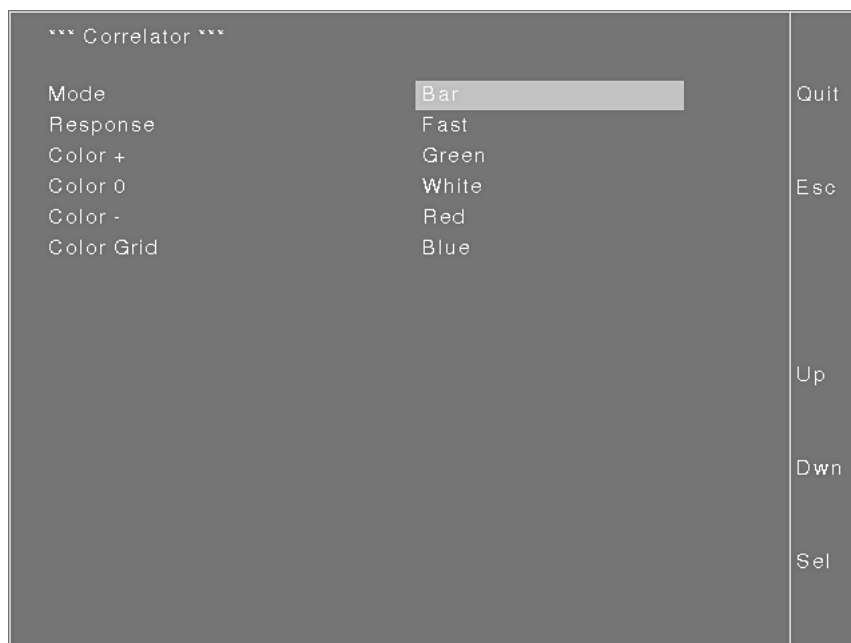 *** Correlator ***
Mode Bar Quit
Response Fast
Color + Green
Color 0 White Esc
Color - Red
Color Grid Blue
Up
Dwn
Sel